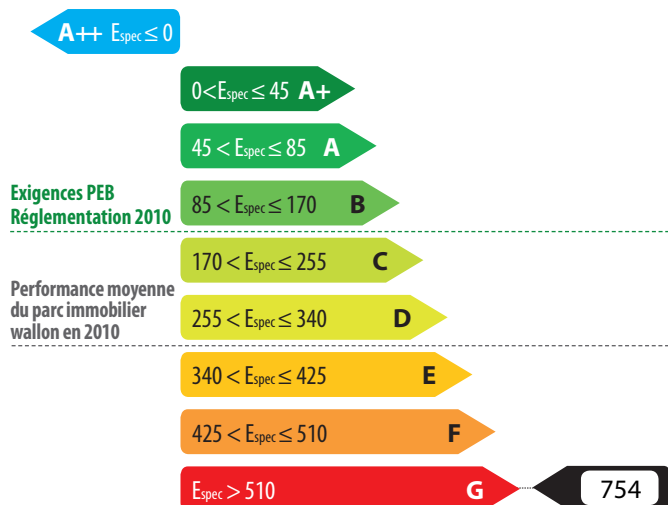 A++ Espec ≤ 0
0 < Espec ≤ 45 A+
45 < Espec ≤ 85 A
Exigences PEB
Réglementation 2010
85 < Espec ≤ 170 B
170 < Espec ≤ 255 C
Performance moyenne
du parc immobilier
wallon en 2010
255 < Espec ≤ 340 D
340 < Espec ≤ 425 E
425 < Espec ≤ 510 F
Espec > 510 G 754